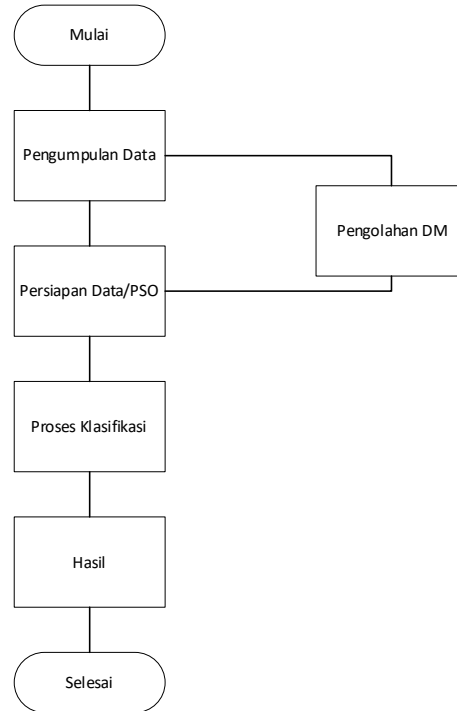 Mulai
Pengumpulan Data
Pengolahan DM
Persiapan Data/PSO
Proses Klasifikasi
Hasil
Selesai